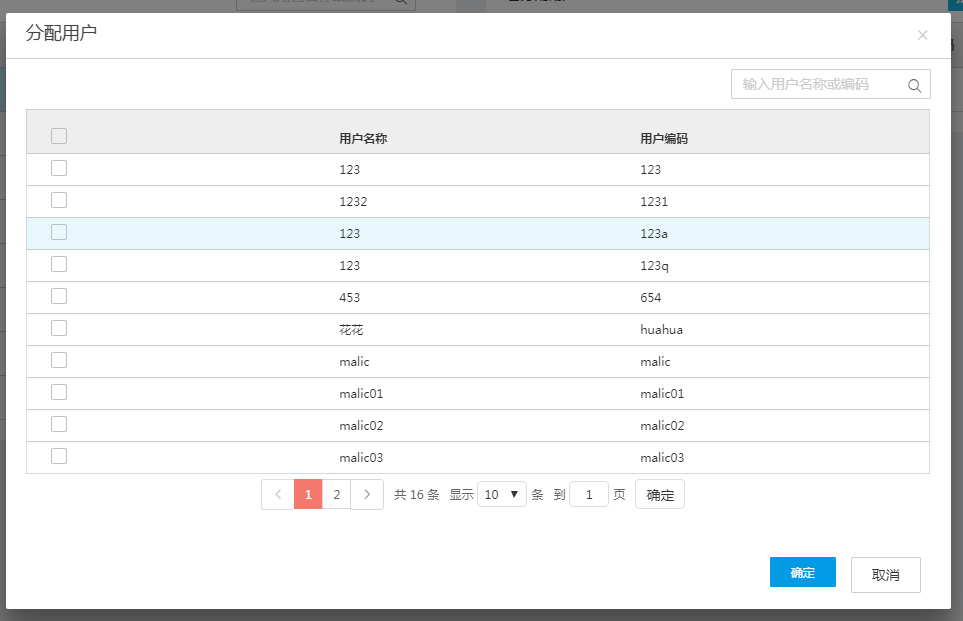 分配用户
×
输入用户名称或编码
用户名称 用户编码
123 123
1232 1231
123 123a
123 123q
453 654
花花 huahua
malic malic
malic01 malic01
malic02 malic02
malic03 malic03
1 2 共 16 条 显示 10 条 到 1 页 确定
确定 取消